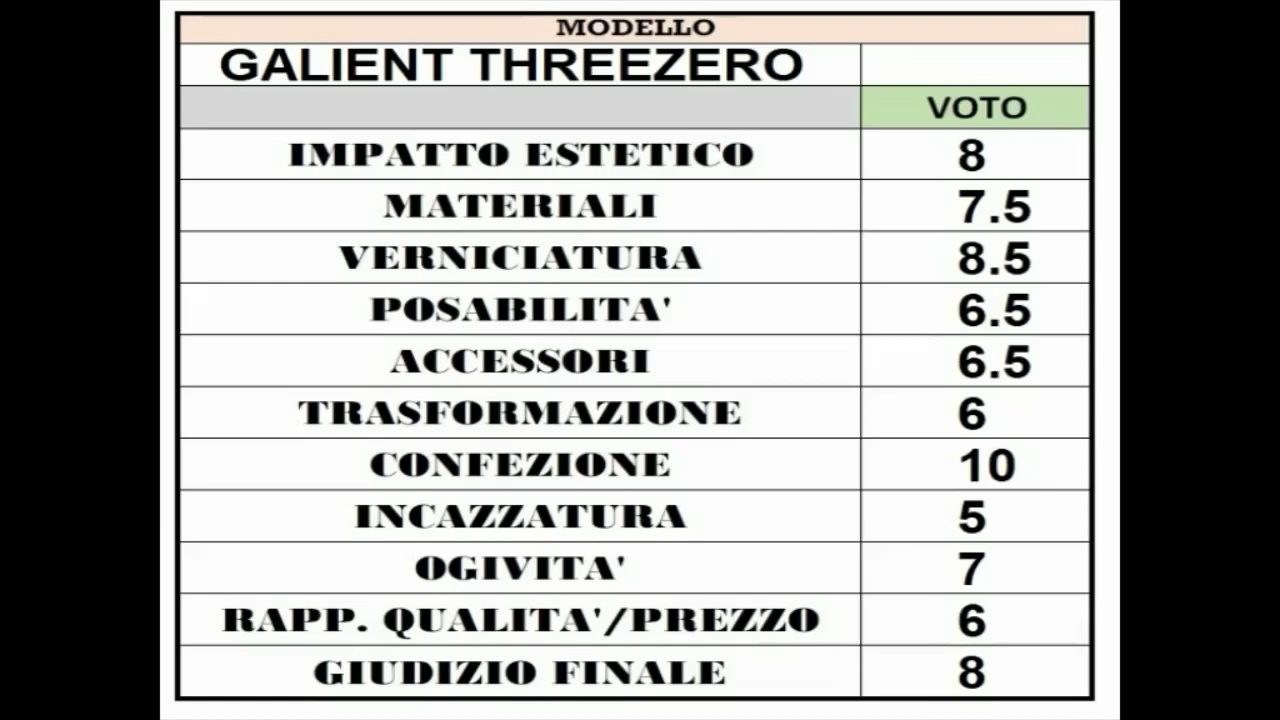 MODELLO
GALIENT THREEZERO
VOTO
IMPATTO ESTETICO 8
MATERIALI 7.5
VERNICIATURA 8.5
POSABILITA' 6.5
ACCESSORI 6.5
TRASFORMAZIONE 6
CONFEZIONE 10
INCAZZATURA 5
OGIVITA' 7
RAPP. QUALITA'/PREZZO 6
GIUDIZIO FINALE 8